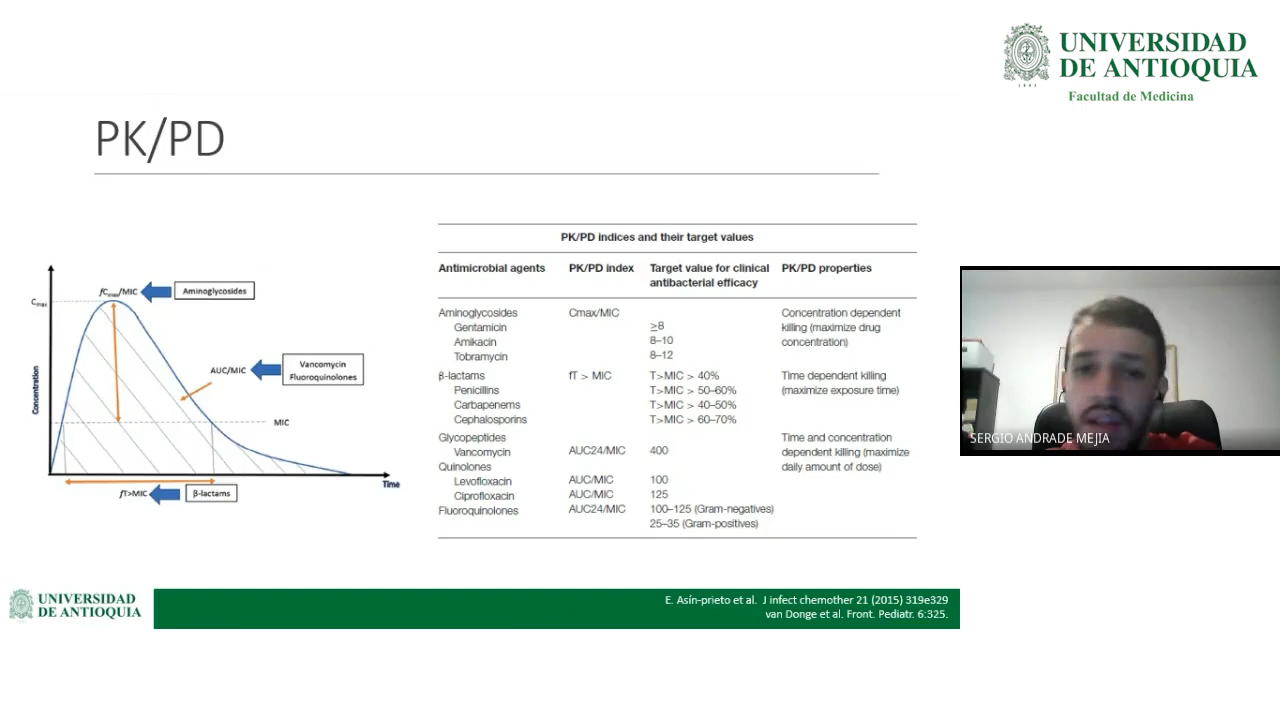 UNIVERSIDAD
DE ANTIOQUIA
Facultad de Medicina
1803
PK/PD
fCmax/MIC
Aminoglycosides
Cmax
AUC/MIC
Vancomycin
Fluoroquinolones
Concentration
MIC
Time
fT>MIC
β-lactams
PK/PD indices and their target values
Antimicrobial agents PK/PD index Target value for clinical PK/PD properties
antibacterial efficacy
Aminoglycosides Cmax/MIC Concentration dependent
Gentamicin ≥8 killing (maximize drug
Amikacin 8–10 concentration)
Tobramycin 8–12
β-lactams fT > MIC T>MIC > 40% Time dependent killing
Penicillins T>MIC > 50–60% (maximize exposure time)
Carbapenems T>MIC > 40–50%
Cephalosporins T>MIC > 60–70%
Glycopeptides Time and concentration
Vancomycin AUC24/MIC 400 dependent killing (maximize
Quinolones daily amount of dose)
Levofloxacin AUC/MIC 100
Ciprofloxacin AUC/MIC 125
Fluoroquinolones AUC24/MIC 100–125 (Gram-negatives)
25–35 (Gram-positives)
SERGIO ANDRADE MEJIA
UNIVERSIDAD
DE ANTIOQUIA
E. Asín-prieto et al. J infect chemother 21 (2015) 319e329
van Donge et al. Front. Pediatr. 6:325.